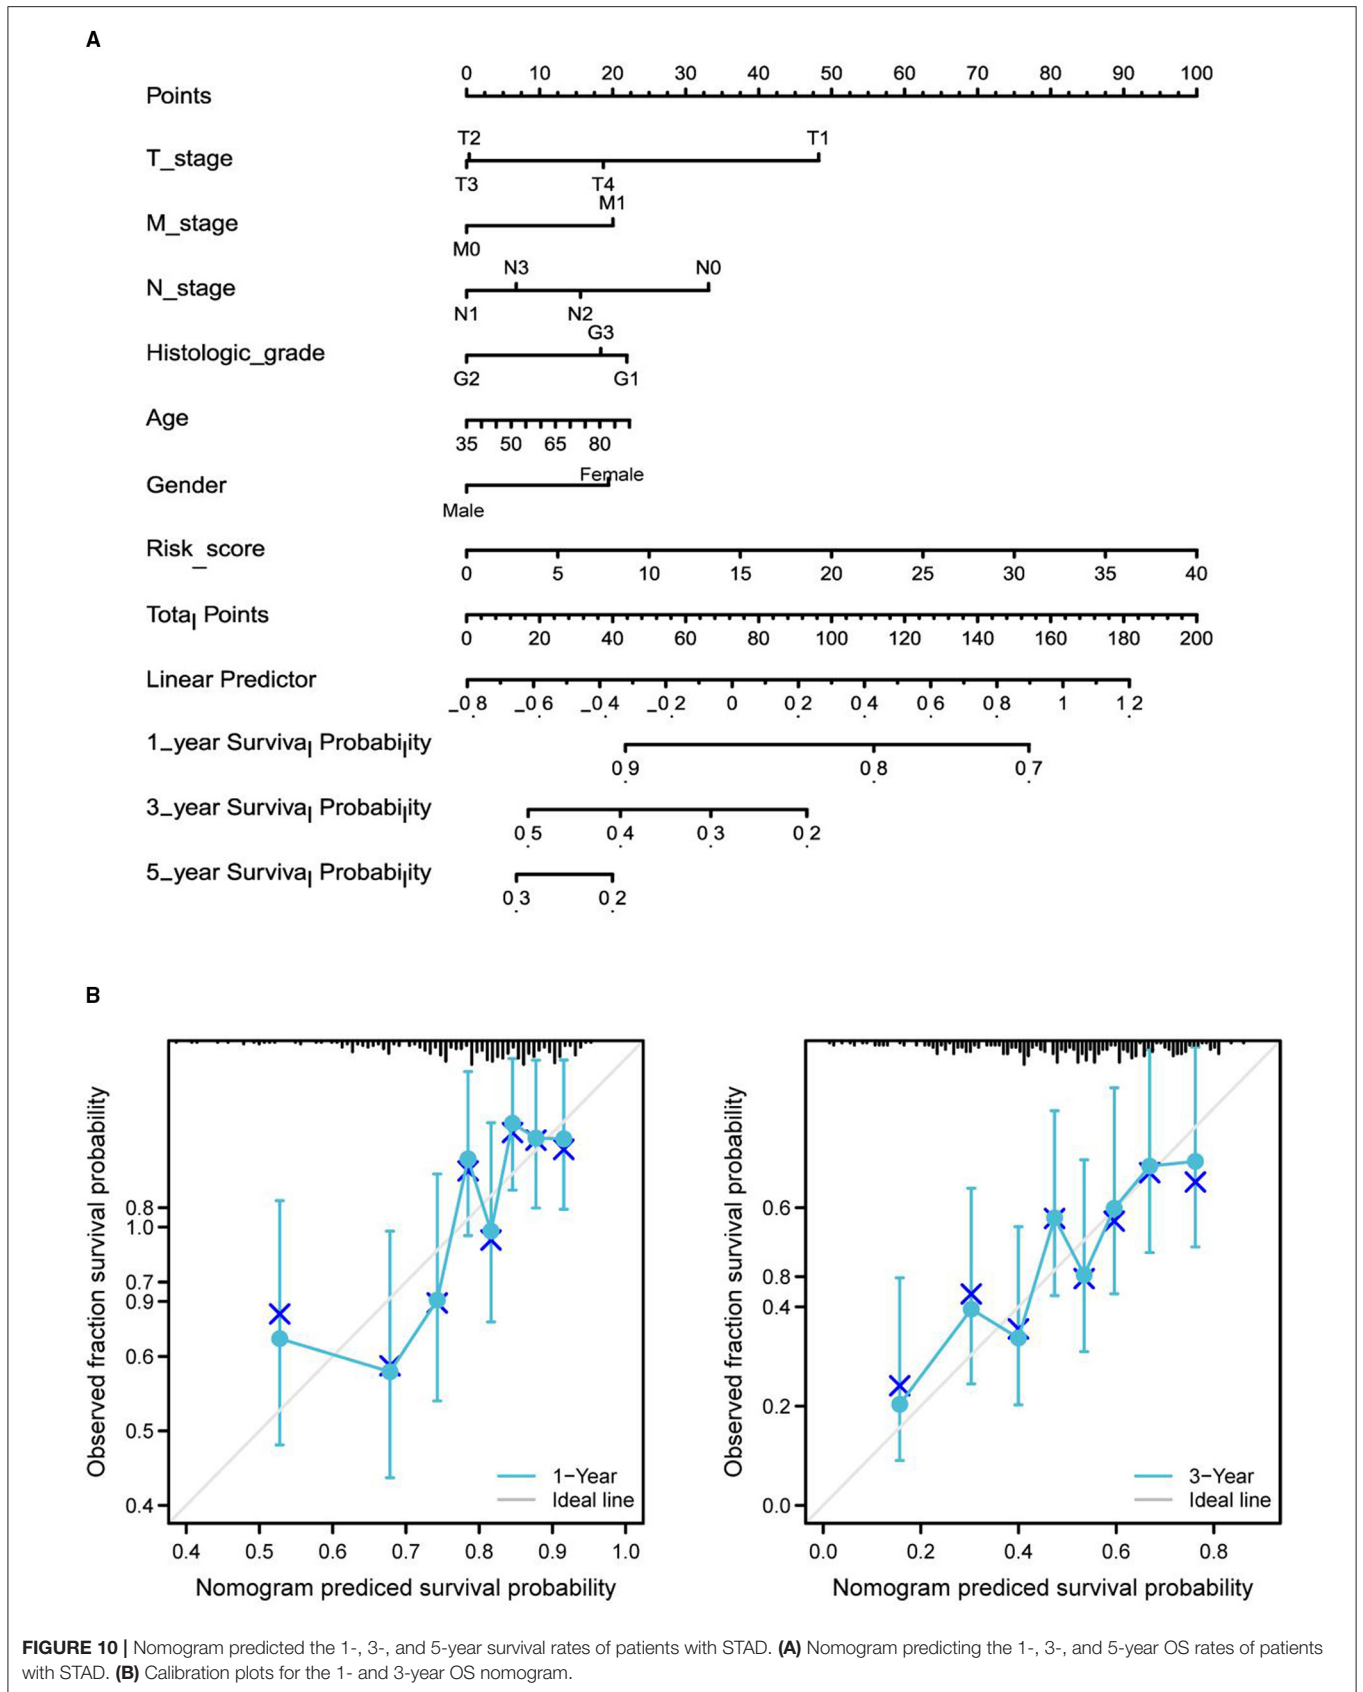 A
0 10 20 30 40 50 60 70 80 90 100
Points
T2 T1
T_stage
T3 T4
M1
M_stage
M0
N3 N0
N_stage
N1 N2
G3
Histologic_grade
G2 G1
Age
35 50 65 80
Female
Gender
Male
Risk_score
0 5 10 15 20 25 30 35 40
Total Points
0 20 40 60 80 100 120 140 160 180 200
Linear Predictor
−0.8 −0.6 −0.4 −0.2 0 0.2 0.4 0.6 0.8 1 1.2
1−year Survival Probability
0.9 0.8 0.7
3−year Survival Probability
0.5 0.4 0.3 0.2
5−year Survival Probability
0.3 0.2
B
Observed fraction survival probability
0.8
1.0
0.7
0.9
0.6
0.5
0.4
1−Year
Ideal line
0.4 0.5 0.6 0.7 0.8 0.9 1.0
Nomogram prediced survival probability
Observed fraction survival probability
0.6
0.8
0.4
0.2
0.0
3−Year
Ideal line
0.0 0.2 0.4 0.6 0.8
Nomogram prediced survival probability
FIGURE 10 | Nomogram predicted the 1-, 3-, and 5-year survival rates of patients with STAD. (A) Nomogram predicting the 1-, 3-, and 5-year OS rates of patients
with STAD. (B) Calibration plots for the 1- and 3-year OS nomogram.